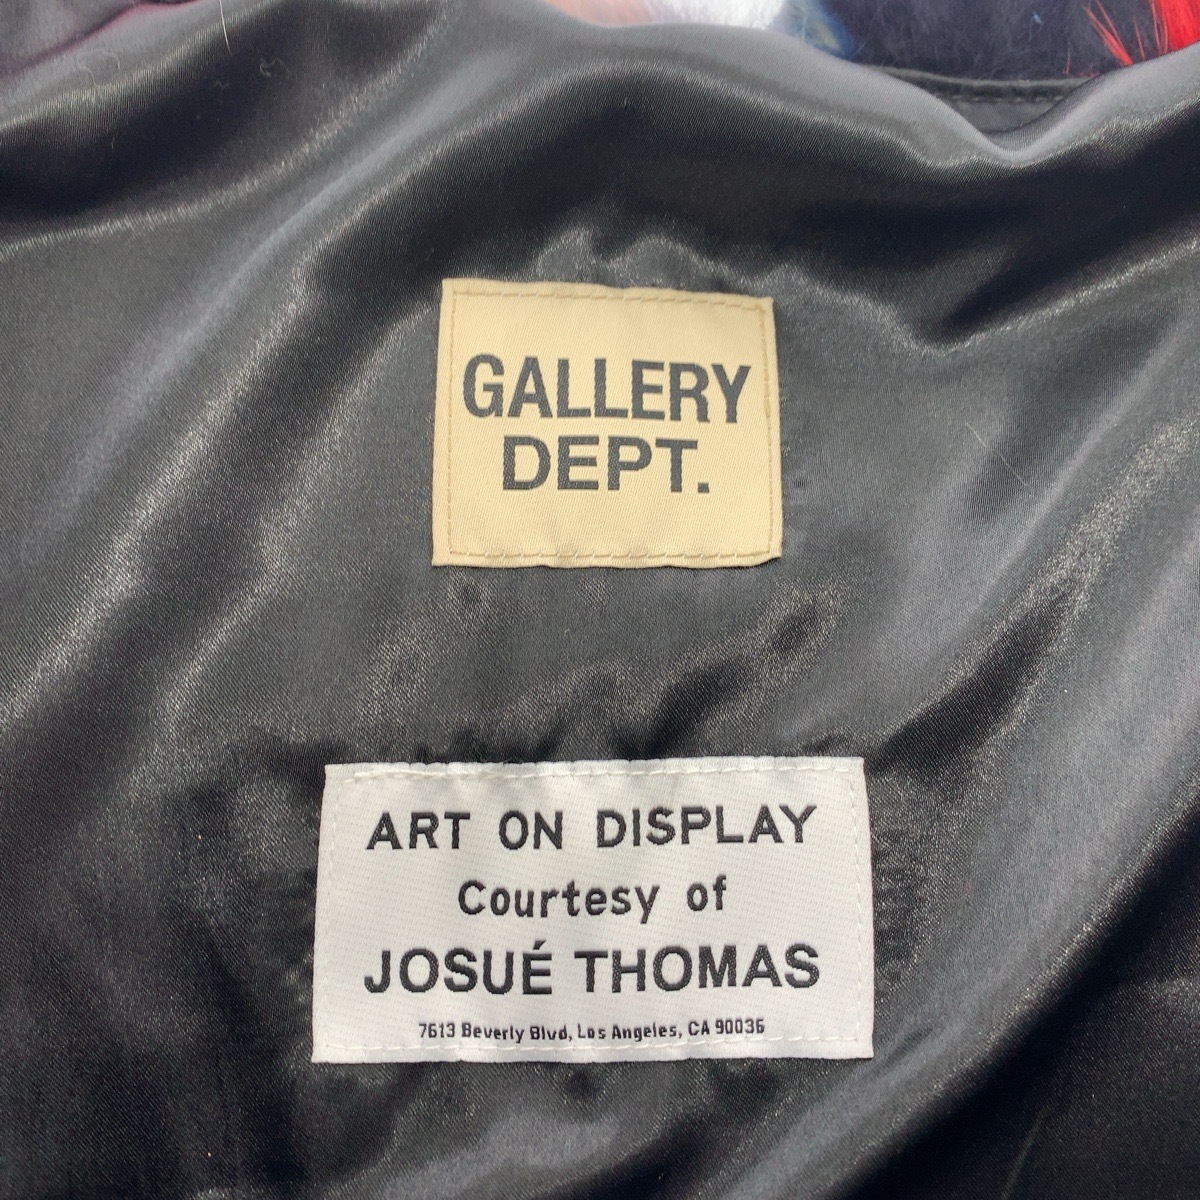 GALLERY
DEPT.
ART ON DISPLAY
Courtesy of
JOSUÉ THOMAS
7613 Beverly Blvd, Los Angeles, CA 90036